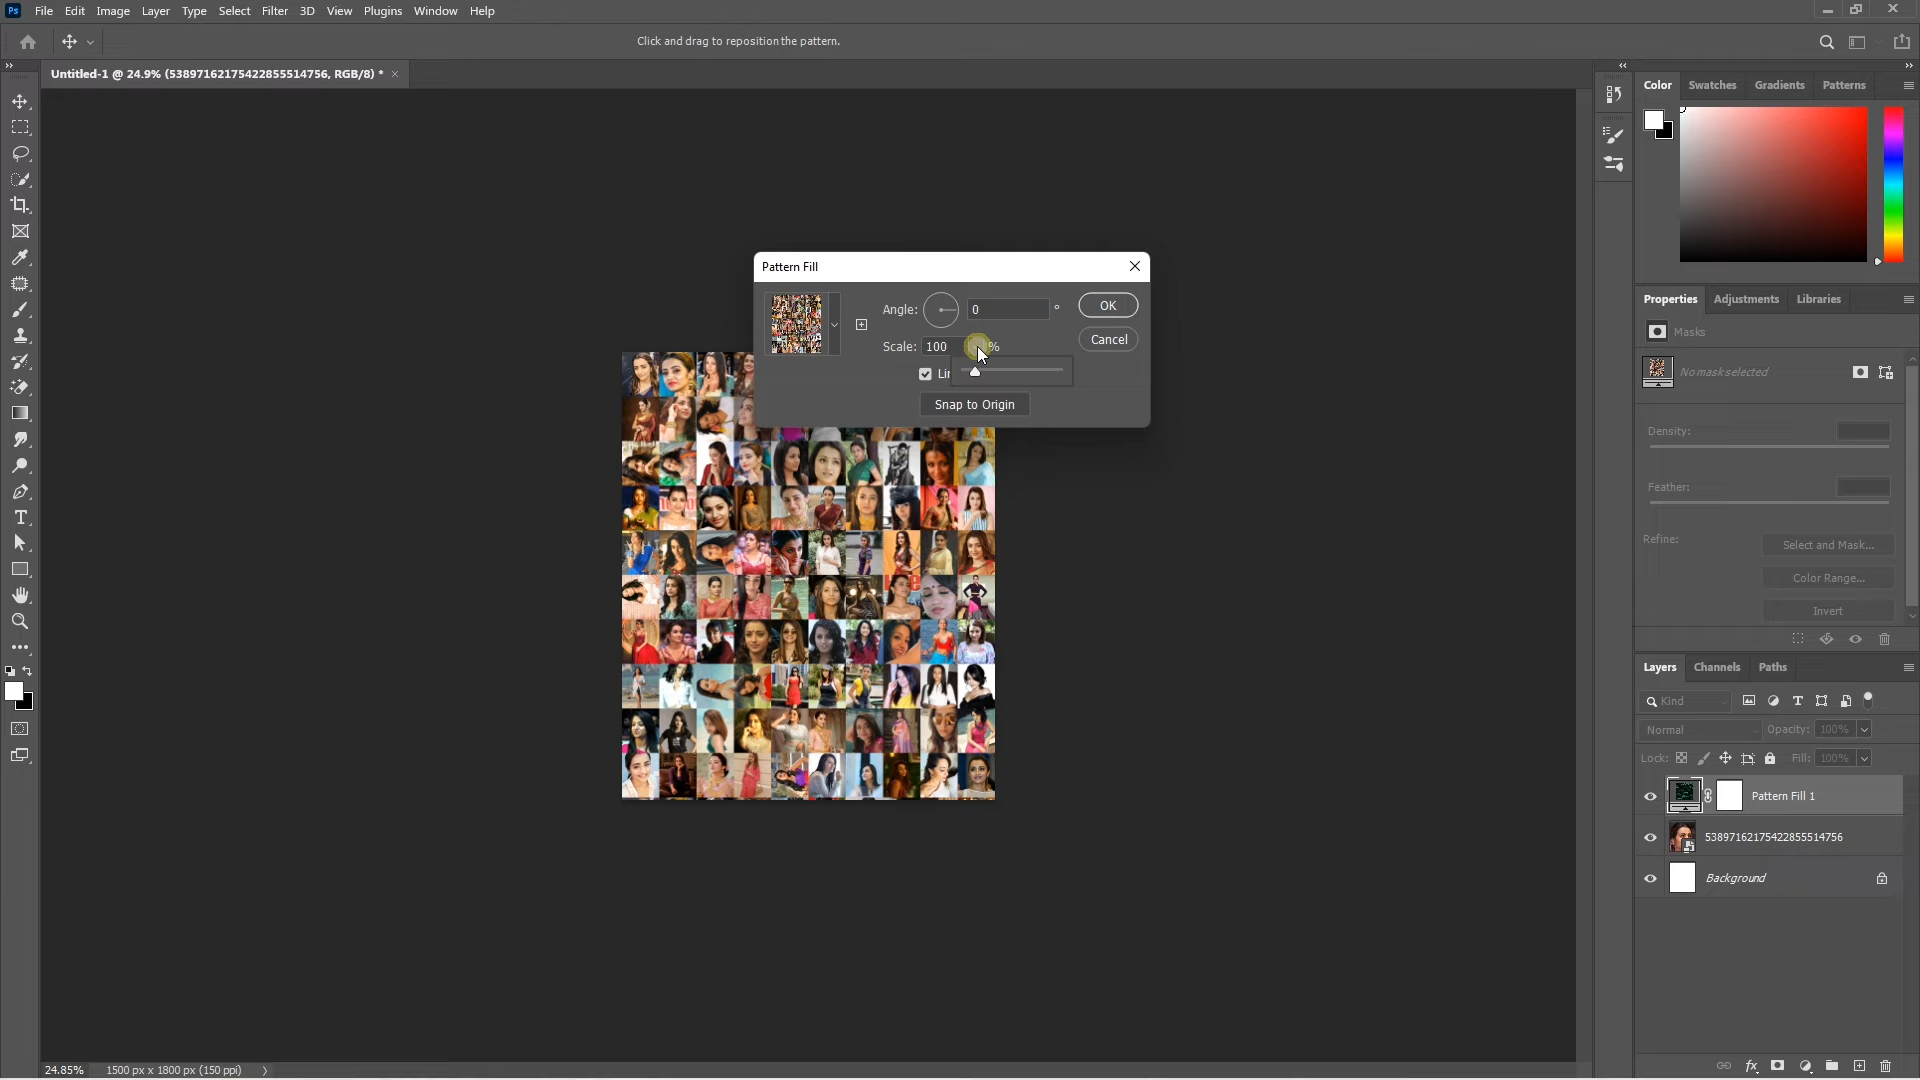 Ps File Edit Image Layer Type Select Filter 3D View Plugins Window Help
Click and drag to reposition the pattern.
Untitled-1 @ 24.9% (53897162175422855514756, RGB/8) *
Color Swatches Gradients Patterns
Pattern Fill
Angle: 0 °
OK
Scale: 100 %
Cancel
Lin
Snap to Origin
Properties Adjustments Libraries
Masks
No mask selected
Density:
Feather:
Refine:
Select and Mask...
Color Range...
Invert
Layers Channels Paths
Kind
Normal Opacity: 100%
Lock: Fill: 100%
Pattern Fill 1
53897162175422855514756
Background
24.85% 1500 px x 1800 px (150 ppi)